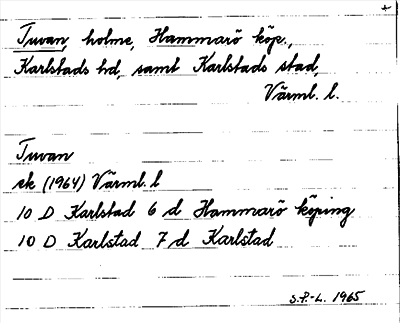 Tuvan, holme, Hammarö köp.,
Karlstads hd, samt Karlstads stad,
Värml. l.
Tuvan
ek (1964) Värml. l
10 D Karlstad 6 d Hammarö köping
10 D Karlstad 7 d Karlstad
S.P.-L. 1965